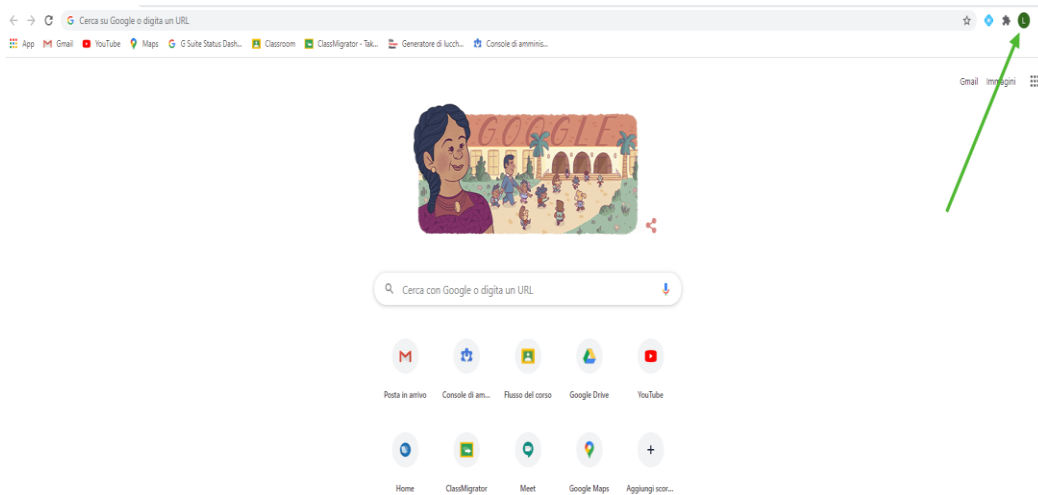 Cerca su Google o digita un URL
L
App Gmail YouTube Maps G Suite Status Dash... Classroom ClassMigrator - Tak... Generatore di lucch... Console di amminis...
Gmail Immagini
GOOGLE
Cerca con Google o digita un URL
Posta in arrivo Console di am... Flusso del corso Google Drive YouTube
Home ClassMigrator Meet Google Maps Aggiungi scor...